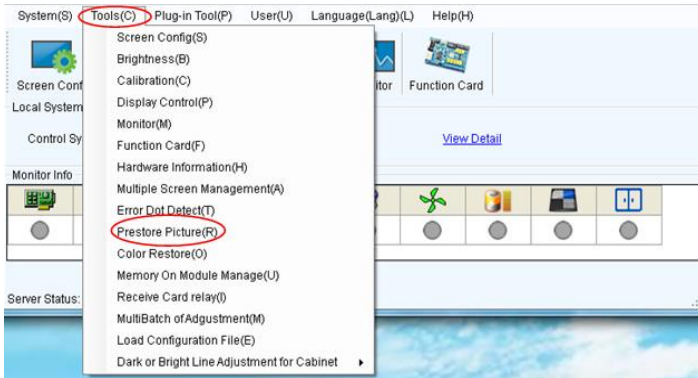 System(S) Tools(C) Plug-in Tool(P) User(U) Language(Lang)(L) Help(H)
Screen Config(S)
Brightness(B)
Calibration(C)
Screen Conf
itor
Function Card
Local System
Display Control(P)
Monitor(M)
Control Sy
Function Card(F)
View Detail
Hardware Information(H)
Monitor Info
Multiple Screen Management(A)
Error Dot Detect(T)
Prestore Picture(R)
Color Restore(O)
Memory On Module Manage(U)
Server Status:
Receive Card relay(I)
MultiBatch ofAdgustment(M)
Load Configuration File(E)
Dark or Bright Line Adjustment for Cabinet